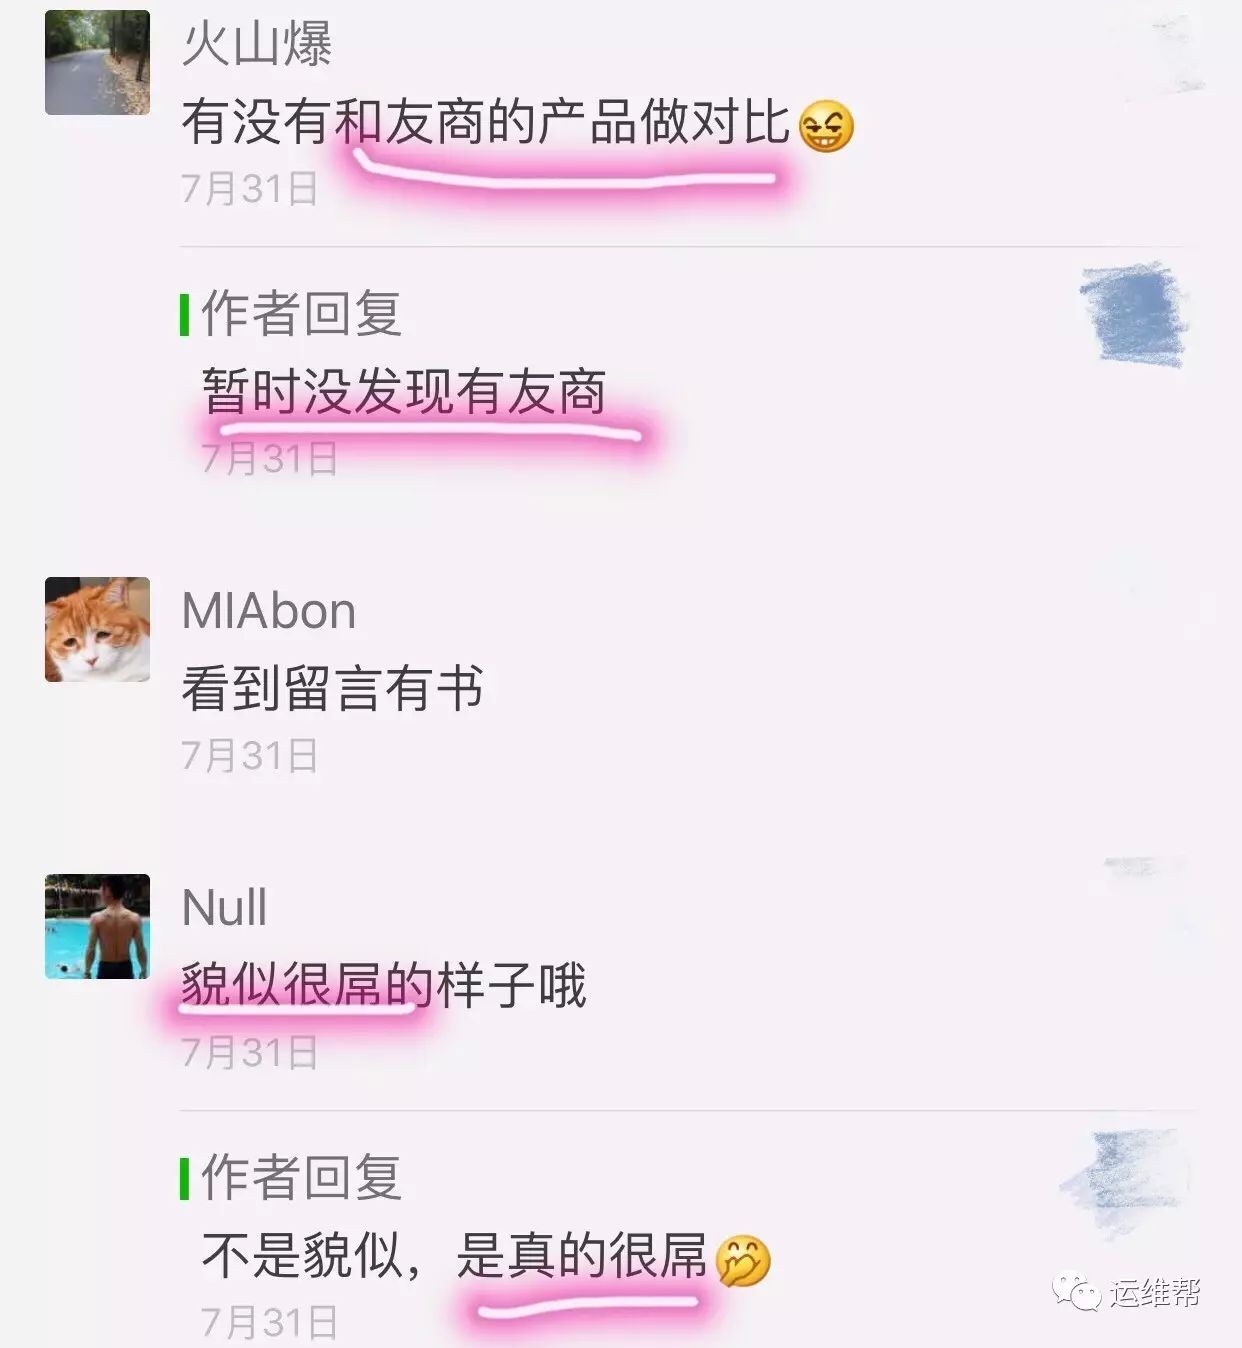 火山爆
有没有和友商的产品做对比😝
7月31日
作者回复
暂时没发现有友商
7月31日
MIAbon
看到留言有书
7月31日
Null
貌似很屌的样子哦
7月31日
作者回复
不是貌似，是真的很屌🤭
7月31日
运维帮